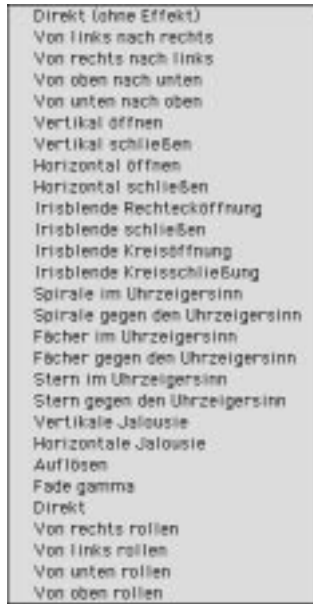 Direkt (ohne Effekt)
Von links nach rechts
Von rechts nach links
Von oben nach unten
Von unten nach oben
Vertikal öffnen
Vertikal schließen
Horizontal öffnen
Horizontal schließen
Irisblende Rechtecköffnung
Irisblende schließen
Irisblende Kreisöffnung
Irisblende Kreisschließung
Spirale im Uhrzeigersinn
Spirale gegen den Uhrzeigersinn
Fächer im Uhrzeigersinn
Fächer gegen den Uhrzeigersinn
Stern im Uhrzeigersinn
Stern gegen den Uhrzeigersinn
Vertikale Jalousie
Horizontale Jalousie
Auflösen
Fade gamma
Direkt
Von rechts rollen
Von links rollen
Von unten rollen
Von oben rollen